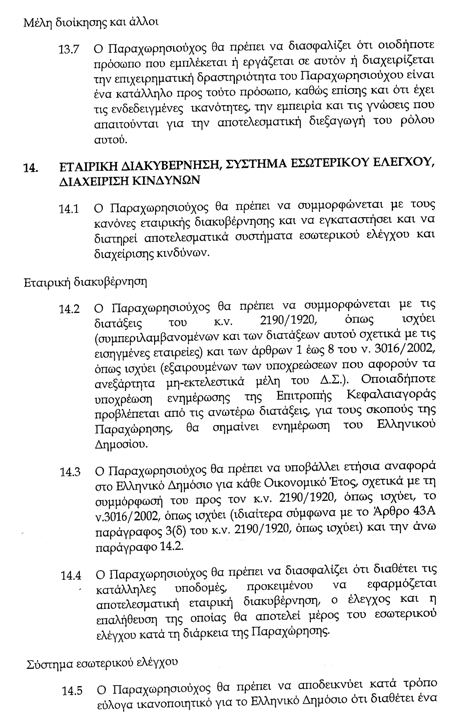 Μέλη διοίκησης και άλλοι
13.7 Ο Παραχωρησιούχος θα πρέπει να διασφαλίζει ότι οιοδήποτε
πρόσωπο που εμπλέκεται ή εργάζεται σε αυτόν ή διαχειρίζεται
την επιχειρηματική δραστηριότητα του Παραχωρησιούχου είναι
ένα κατάλληλο προς τούτο πρόσωπο, καθώς επίσης και ότι έχει
τις ενδεδειγμένες ικανότητες, την εμπειρία και τις γνώσεις που
απαιτούνται για την αποτελεσματική διεξαγωγή του ρόλου
αυτού.
14. ΕΤΑΙΡΙΚΗ ΔΙΑΚΥΒΕΡΝΗΣΗ, ΣΥΣΤΗΜΑ ΕΣΩΤΕΡΙΚΟΥ ΕΛΕΓΧΟΥ,
ΔΙΑΧΕΙΡΙΣΗ ΚΙΝΔΥΝΩΝ
14.1 Ο Παραχωρησιούχος θα πρέπει να συμμορφώνεται με τους
κανόνες εταιρικής διακυβέρνησης και να εγκαταστήσει και να
διατηρεί αποτελεσματικά συστήματα εσωτερικού ελέγχου και
διαχείρισης κινδύνων.
Εταιρική διακυβέρνηση
14.2 Ο Παραχωρησιούχος θα πρέπει να συμμορφώνεται με τις
διατάξεις του κ.ν. 2190/1920, όπως ισχύει
(συμπεριλαμβανομένων και των διατάξεων αυτού σχετικά με τις
εισηγμένες εταιρείες) και των άρθρων 1 έως 8 του ν. 3016/2002,
όπως ισχύει (εξαιρουμένων των υποχρεώσεων που αφορούν τα
ανεξάρτητα μη-εκτελεστικά μέλη του Δ.Σ.). Οποιαδήποτε
υποχρέωση ενημέρωσης της Επιτροπής Κεφαλαιαγοράς
προβλέπεται από τις ανωτέρω διατάξεις, για τους σκοπούς της
Παραχώρησης, θα σημαίνει ενημέρωση του Ελληνικού
Δημοσίου.
14.3 Ο Παραχωρησιούχος θα πρέπει να υποβάλλει ετήσια αναφορά
στο Ελληνικό Δημόσιο για κάθε Οικονομικό Έτος, σχετικά με τη
συμμόρφωσή του προς τον κ.ν. 2190/1920, όπως ισχύει, το
ν.3016/2002, όπως ισχύει (ιδιαίτερα σύμφωνα με το Άρθρο 43Α
παράγραφος 3(δ) του κ.ν. 2190/1920, όπως ισχύει) και την άνω
παράγραφο 14.2.
14.4 Ο Παραχωρησιούχος θα πρέπει να διασφαλίζει ότι διαθέτει τις
κατάλληλες υποδομές, προκειμένου να εφαρμόζεται
αποτελεσματική εταιρική διακυβέρνηση, ο έλεγχος και η
επαλήθευση της οποίας θα αποτελεί μέρος του εσωτερικού
ελέγχου κατά τη διάρκεια της Παραχώρησης.
Σύστημα εσωτερικού ελέγχου
14.5 Ο Παραχωρησιούχος θα πρέπει να αποδεικνύει κατά τρόπο
εύλογα ικανοποιητικό για το Ελληνικό Δημόσιο ότι διαθέτει ένα